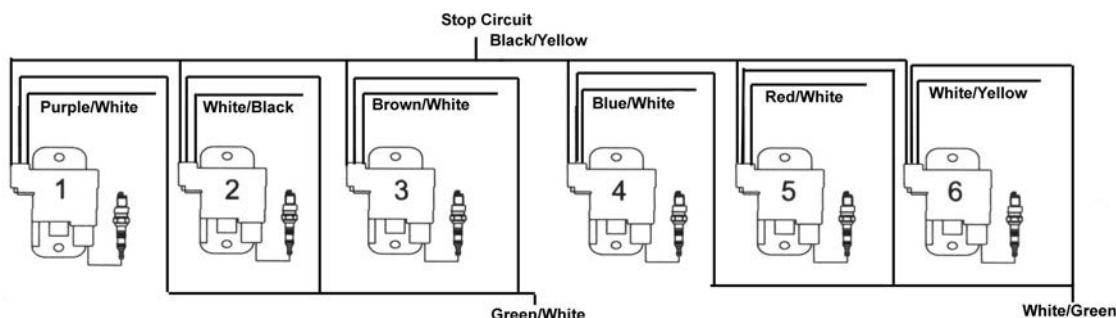 Stop Circuit
Black/Yellow
Purple/White
White/Black
Brown/White
Blue/White
Red/White
White/Yellow
1
2
3
4
5
6
Green/White
White/Green